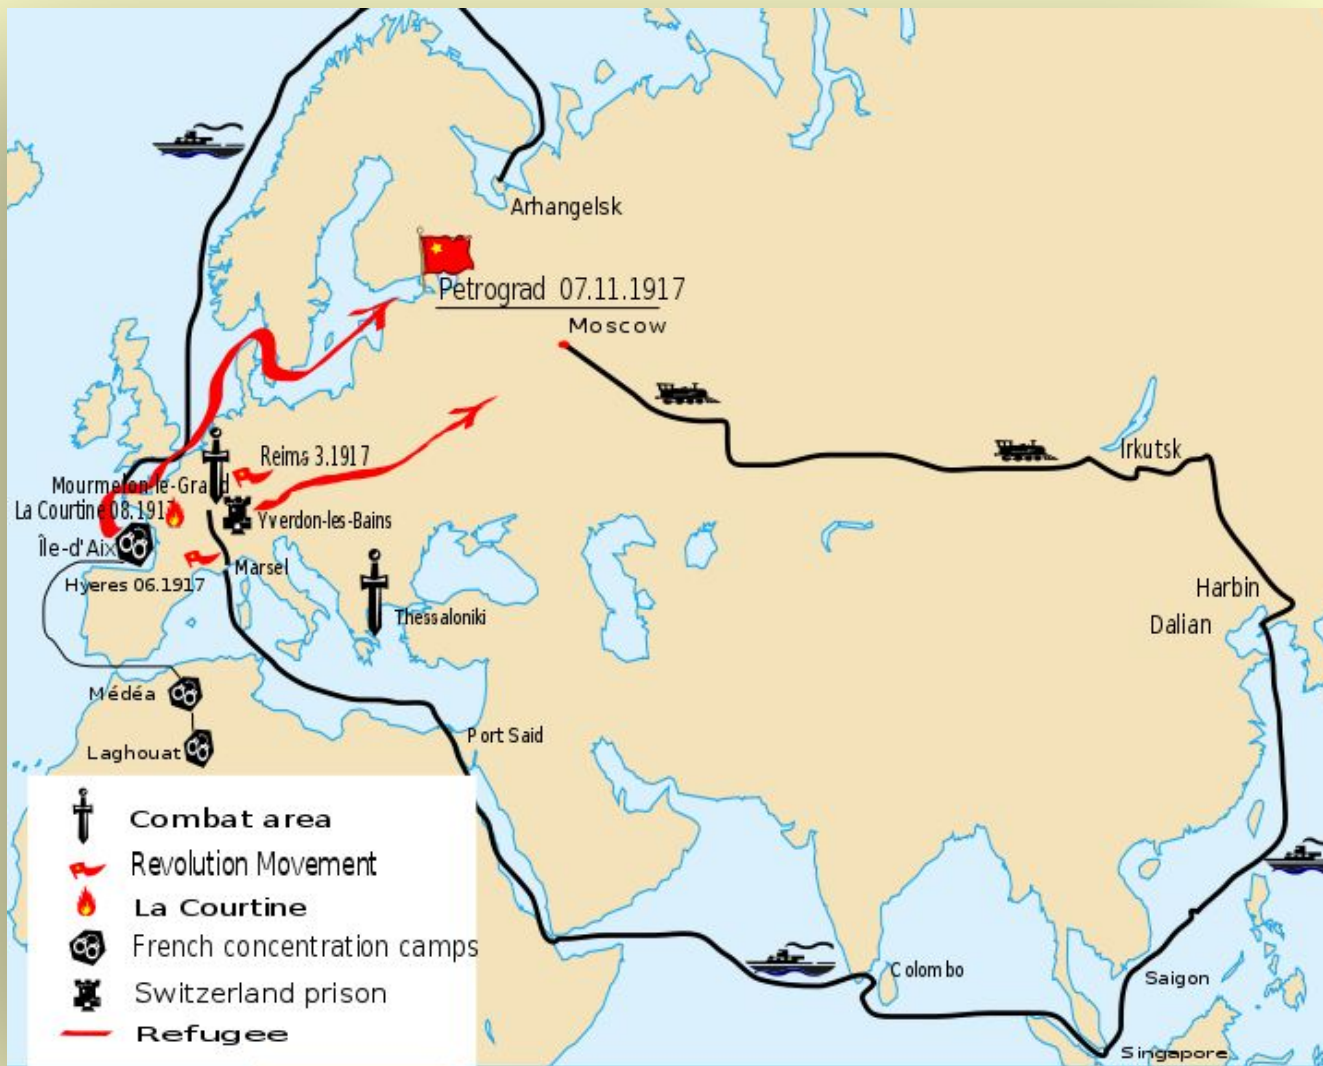 Arhangelsk
Petrograd 07.11.1917
Moscow
Reims 3.1917
Irkutsk
Mourmelon-le-Grand
La Courtine 08.1917
Yverdon-les-Bains
Île-d'Aix
Marsel
Hyeres 06.1917
Harbin
Thessaloniki
Dalian
Médéa
Port Said
Laghouat
Colombo
Saigon
Singapore
Combat area
Revolution Movement
La Courtine
French concentration camps
Switzerland prison
Refugee